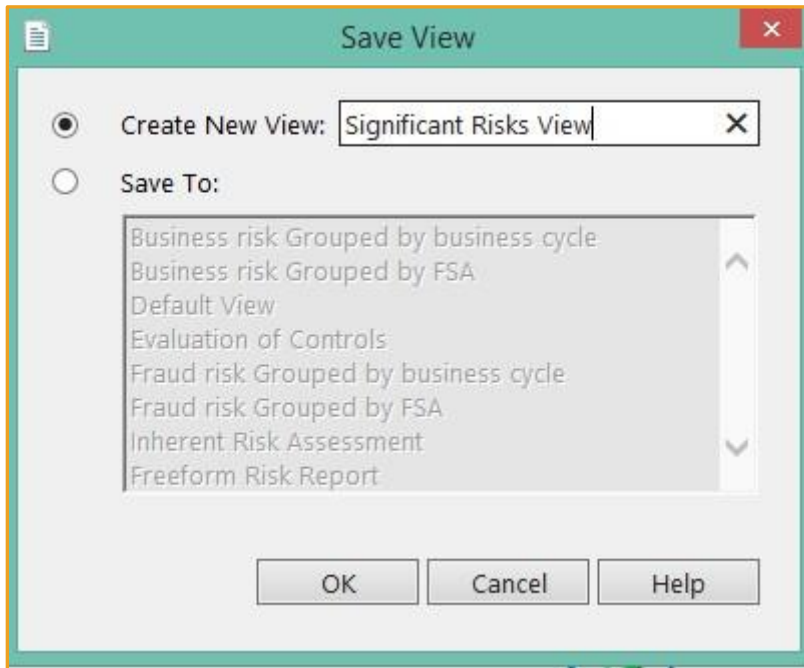 Save View
Create New View: Significant Risks View
Save To:
Business risk Grouped by business cycle
Business risk Grouped by FSA
Default View
Evaluation of Controls
Fraud risk Grouped by business cycle
Fraud risk Grouped by FSA
Inherent Risk Assessment
Freeform Risk Report
OK Cancel Help